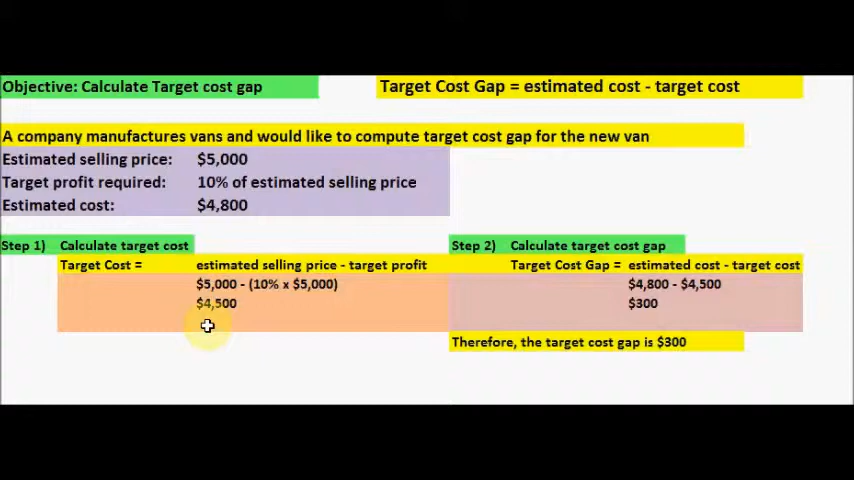 Objective: Calculate Target cost gap
Target Cost Gap = estimated cost - target cost
A company manufactures vans and would like to compute target cost gap for the new van
Estimated selling price: $5,000
Target profit required: 10% of estimated selling price
Estimated cost: $4,800
Step 1) Calculate target cost
Target Cost = estimated selling price - target profit
$5,000 - (10% x $5,000)
$4,500
Step 2) Calculate target cost gap
Target Cost Gap = estimated cost - target cost
$4,800 - $4,500
$300
Therefore, the target cost gap is $300